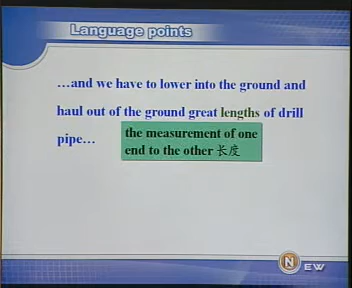 Language points
…and we have to lower into the ground and
haul out of the ground great lengths of drill
pipe…
the measurement of one
end to the other 长度
N EW